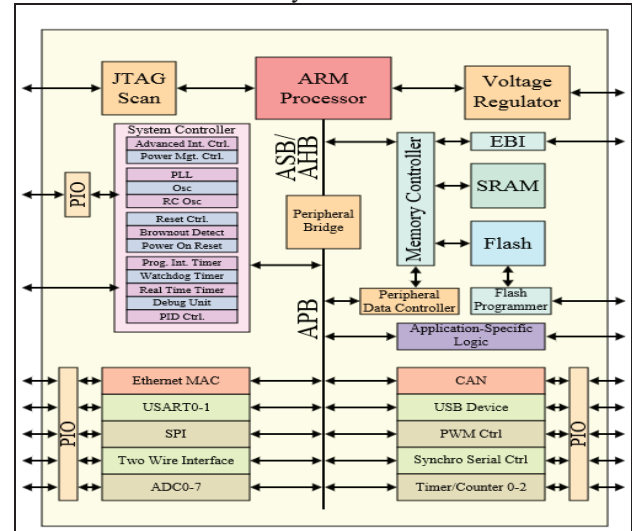 JTAG
Scan
ARM
Processor
Voltage
Regulator
System Controller
Advanced Int. Ctrl.
Power Mgt. Ctrl.
PLL
Osc
RC Osc
Reset Ctrl.
Brownout Detect
Power On Reset
Prog. Int. Timer
Watchdog Timer
Real Time Timer
Debug Unit
PID Ctrl.
PIO
ASB/
AHB
Peripheral
Bridge
APB
Memory Controller
EBI
SRAM
Flash
Peripheral
Data Controller
Flash
Programmer
Application-Specific
Logic
PIO
Ethernet MAC
USART0-1
SPI
Two Wire Interface
ADC0-7
CAN
USB Device
PWM Ctrl
Synchro Serial Ctrl
Timer/Counter 0-2
PIO